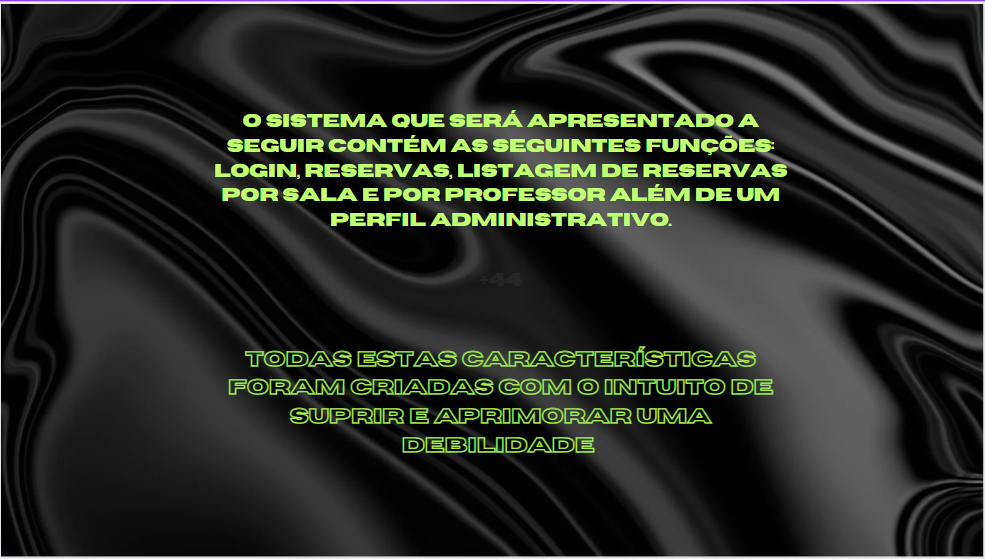 O SISTEMA QUE SERÁ APRESENTADO A
SEGUIR CONTÉM AS SEGUINTES FUNÇÕES:
LOGIN, RESERVAS, LISTAGEM DE RESERVAS
POR SALA E POR PROFESSOR ALÉM DE UM
PERFIL ADMINISTRATIVO.
+44
TODAS ESTAS CARACTERÍSTICAS
FORAM CRIADAS COM O INTUITO DE
SUPRIR E APRIMORAR UMA
DEBILIDADE